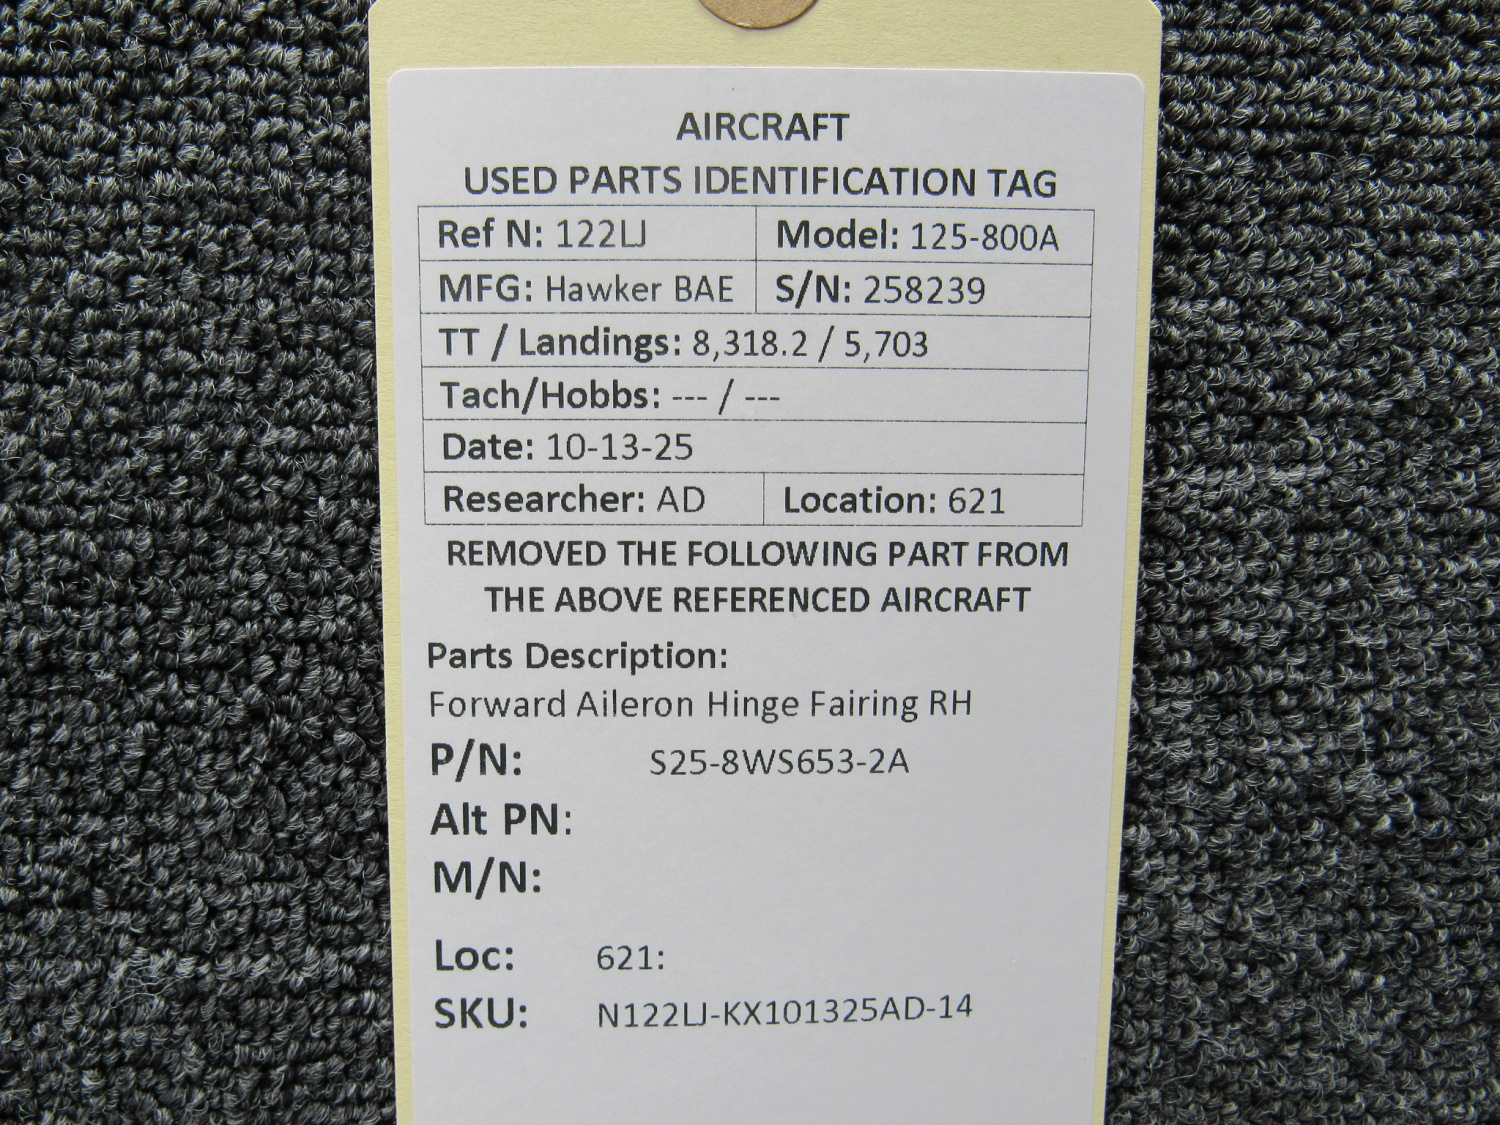 AIRCRAFT
USED PARTS IDENTIFICATION TAG
Ref N: 122LJ Model: 125-800A
MFG: Hawker BAE S/N: 258239
TT / Landings: 8,318.2 / 5,703
Tach/Hobbs: --- / ---
Date: 10-13-25
Researcher: AD Location: 621
REMOVED THE FOLLOWING PART FROM
THE ABOVE REFERENCED AIRCRAFT
Parts Description:
Forward Aileron Hinge Fairing RH
P/N: S25-8WS653-2A
Alt PN:
M/N:
Loc: 621:
SKU: N122LJ-KX101325AD-14